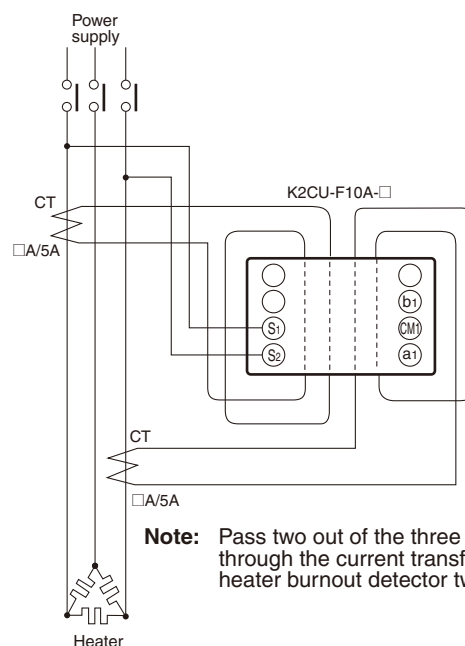 Power
supply
K2CU-F10A-□
CT
□A/5A
b1
S1
CM1
S2
a1
CT
□A/5A
Note: Pass two out of the three
through the current transf
heater burnout detector tw
Heater